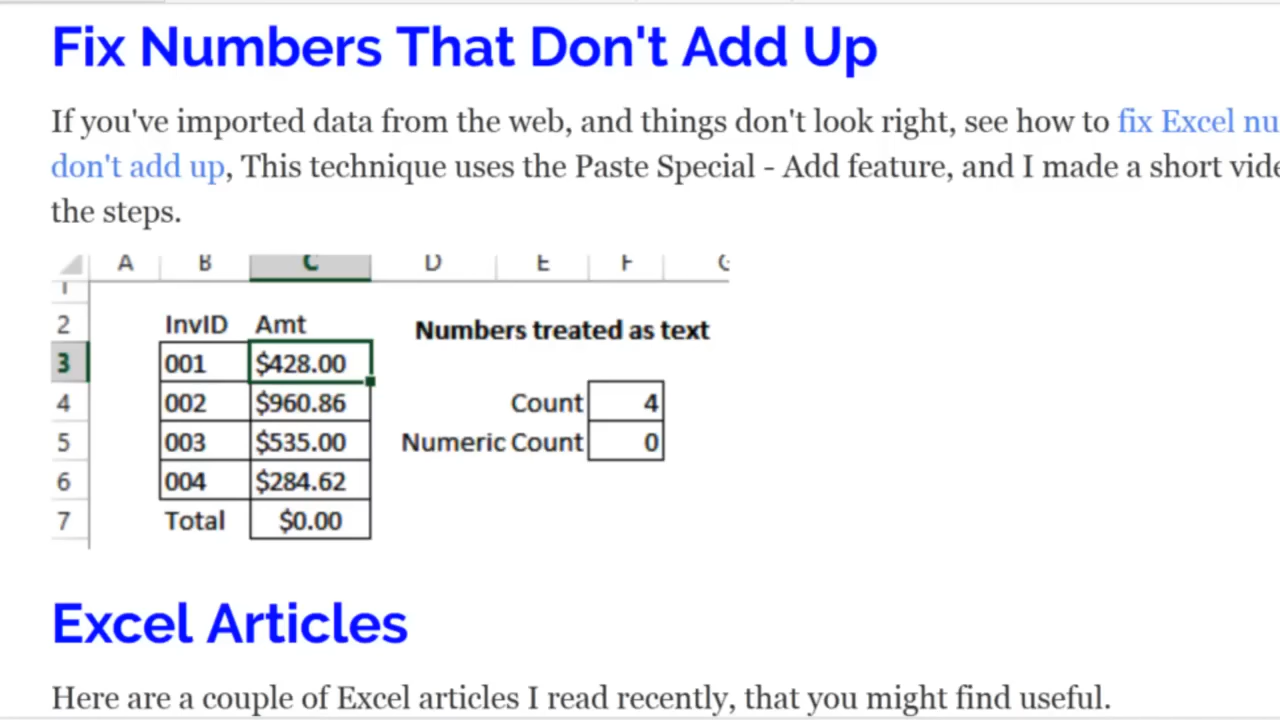 Fix Numbers That Don't Add Up
If you've imported data from the web, and things don't look right, see how to fix Excel nu
don't add up, This technique uses the Paste Special - Add feature, and I made a short vide
the steps.
A B C D E F G
1
2 InvID Amt Numbers treated as text
3 001 $428.00
4 002 $960.86 Count 4
5 003 $535.00 Numeric Count 0
6 004 $284.62
7 Total $0.00
Excel Articles
Here are a couple of Excel articles I read recently, that you might find useful.